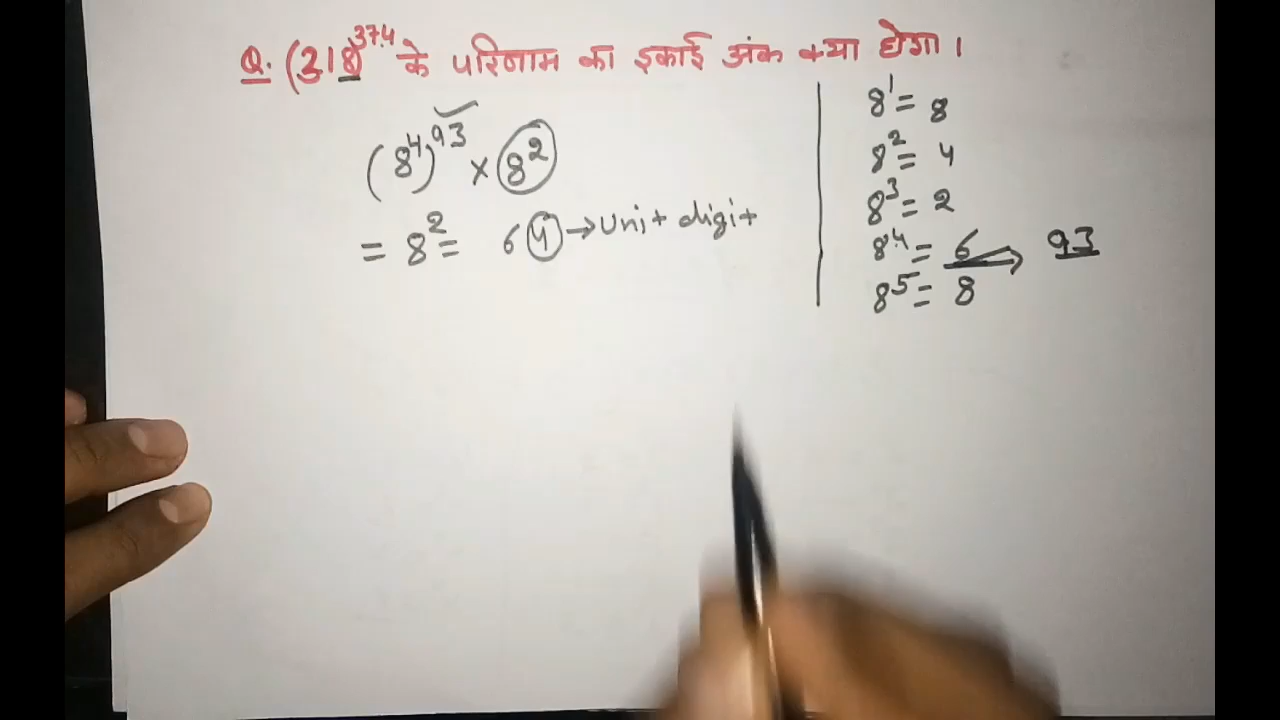 Q. (318)^374 के परिणाम का इकाई अंक क्या होगा।
(8^4)^93 × 8^2
= 8^2 = 64 → Unit digit
8^1 = 8
8^2 = 4
8^3 = 2
8^4 = 6 → 93
8^5 = 8